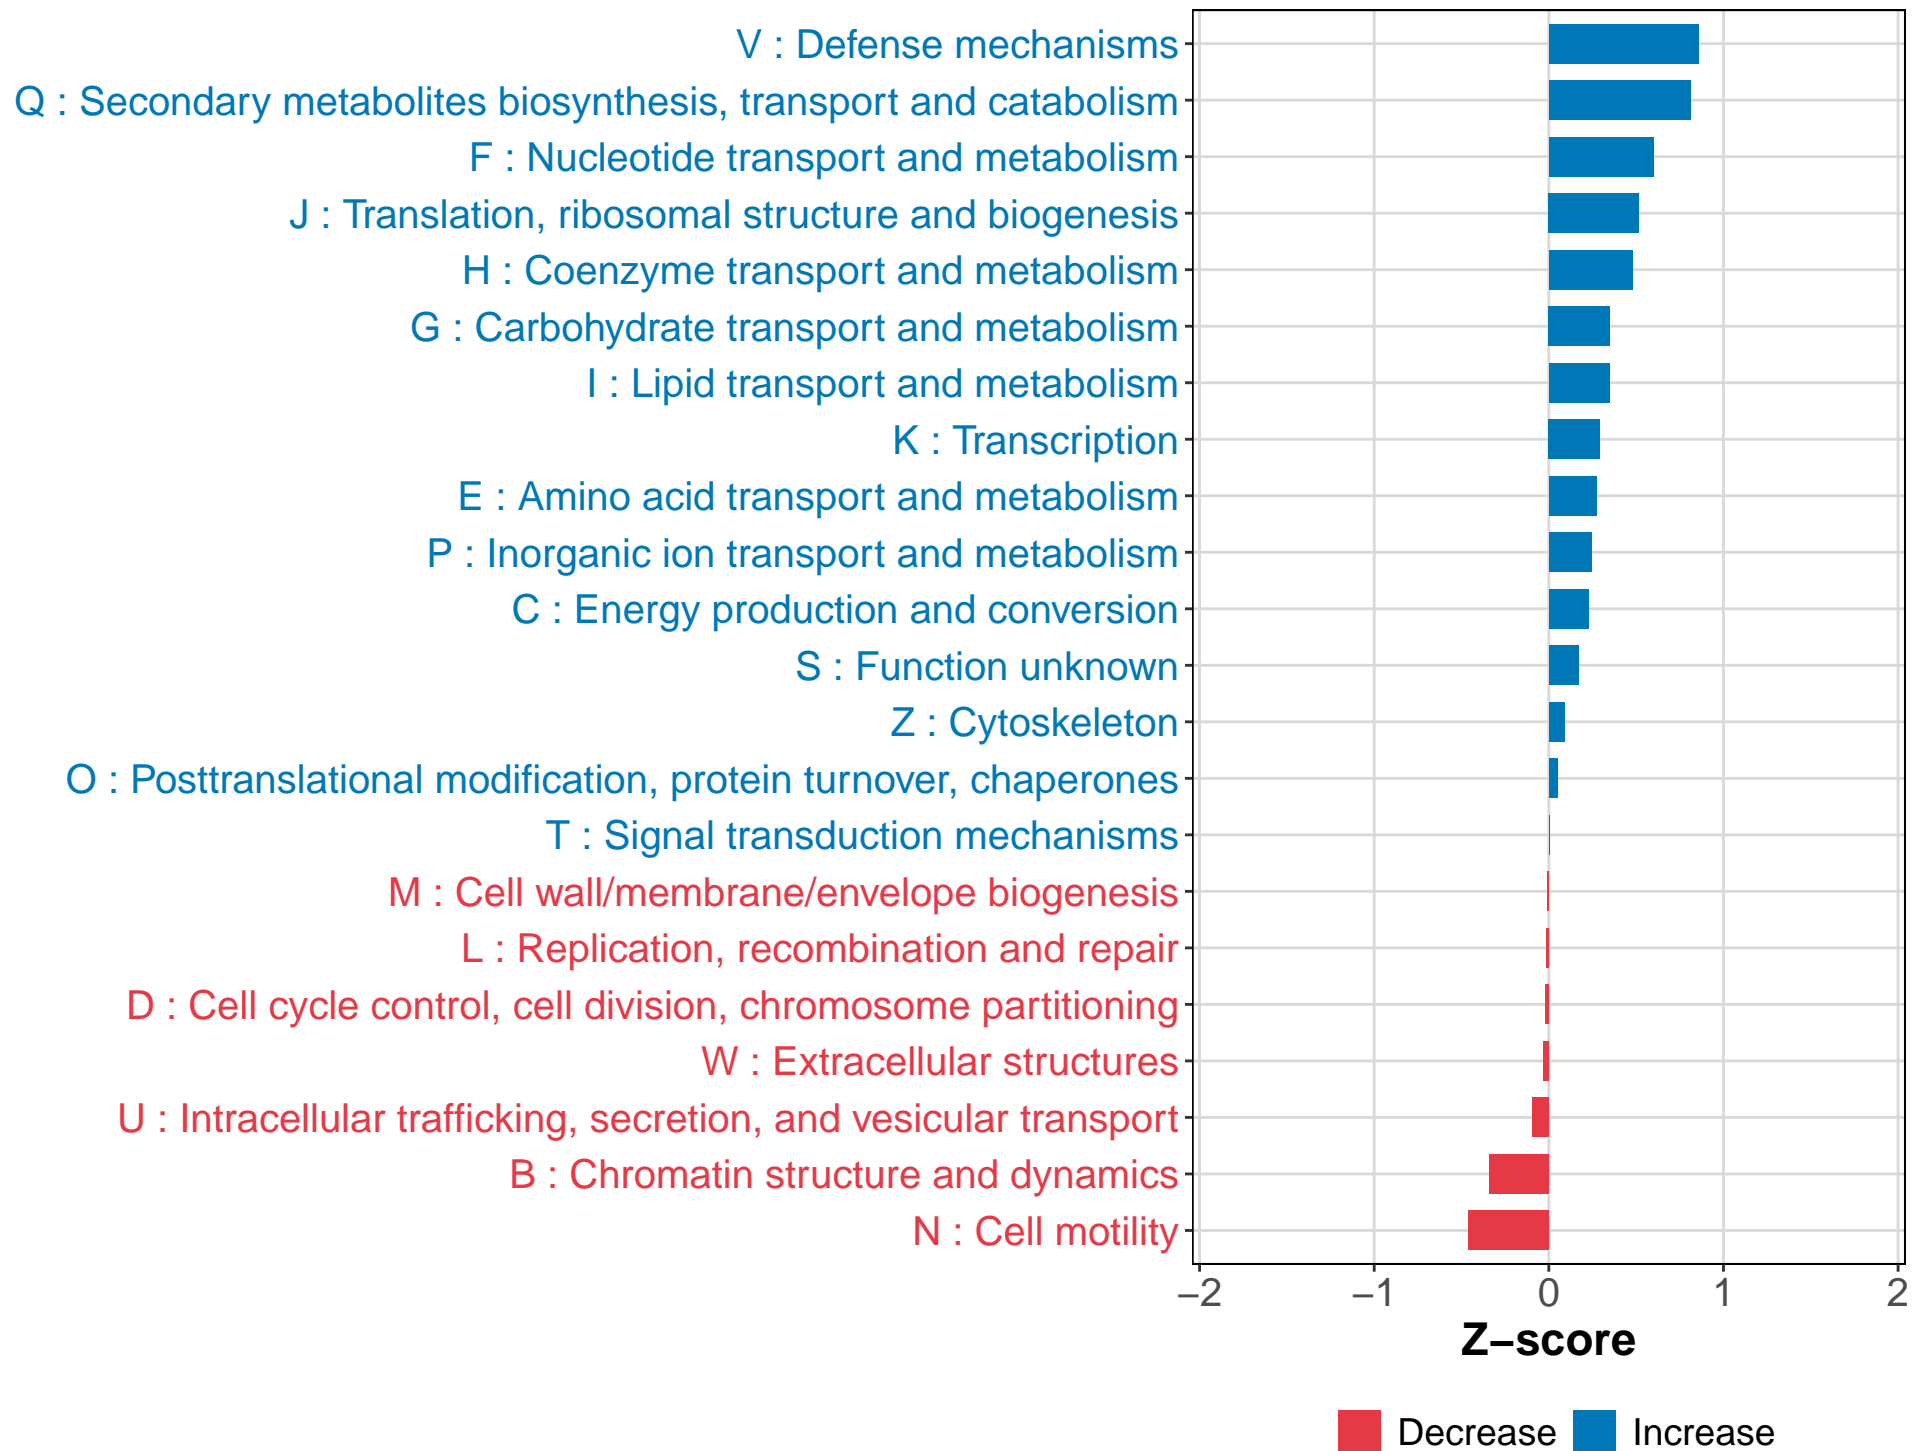 V : Defense mechanisms
Q : Secondary metabolites biosynthesis, transport and catabolism
F : Nucleotide transport and metabolism
J : Translation, ribosomal structure and biogenesis
H : Coenzyme transport and metabolism
G : Carbohydrate transport and metabolism
I : Lipid transport and metabolism
K : Transcription
E : Amino acid transport and metabolism
P : Inorganic ion transport and metabolism
C : Energy production and conversion
S : Function unknown
Z : Cytoskeleton
O : Posttranslational modification, protein turnover, chaperones
T : Signal transduction mechanisms
M : Cell wall/membrane/envelope biogenesis
L : Replication, recombination and repair
D : Cell cycle control, cell division, chromosome partitioning
W : Extracellular structures
U : Intracellular trafficking, secretion, and vesicular transport
B : Chromatin structure and dynamics
N : Cell motility
−2 −1 0 1 2
Z−score
Decrease Increase